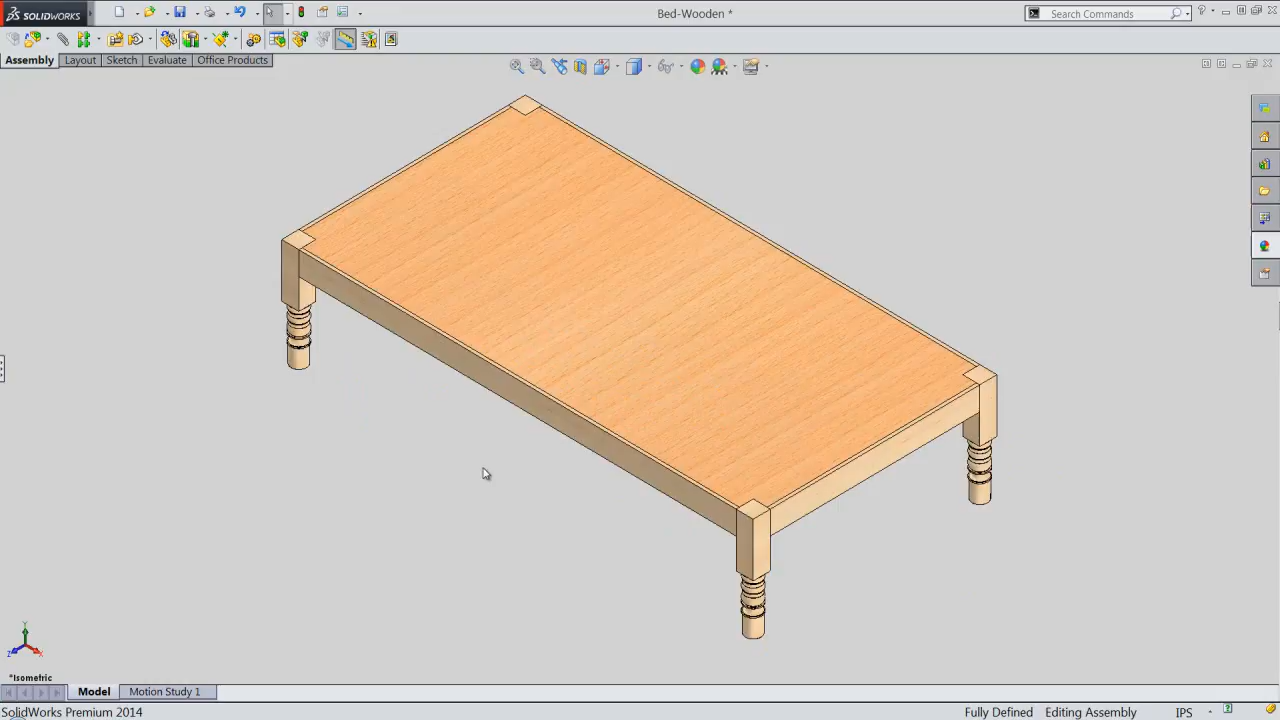 SOLIDWORKS
Bed-Wooden *
Search Commands
Assembly
Layout
Sketch
Evaluate
Office Products
Y
Z
X
*Isometric
Model
Motion Study 1
SolidWorks Premium 2014
Fully Defined
Editing Assembly
IPS